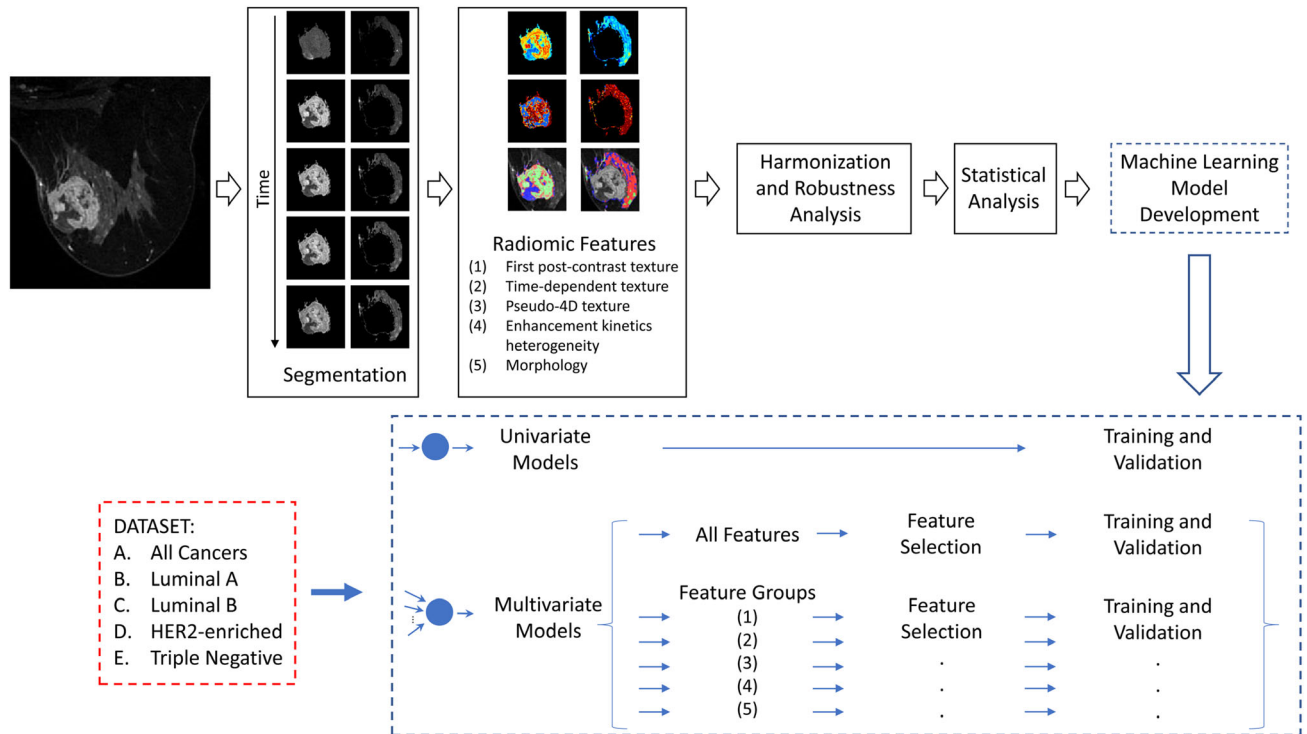 Time
Segmentation
Radiomic Features
(1) First post-contrast texture
(2) Time-dependent texture
(3) Pseudo-4D texture
(4) Enhancement kinetics
heterogeneity
(5) Morphology
Harmonization
and Robustness
Analysis
Statistical
Analysis
Machine Learning
Model
Development
DATASET:
A. All Cancers
B. Luminal A
C. Luminal B
D. HER2-enriched
E. Triple Negative
Univariate
Models
Training and
Validation
Multivariate
Models
All Features
Feature
Selection
Training and
Validation
Feature Groups
(1)
(2)
(3)
(4)
(5)
Feature
Selection
Training and
Validation